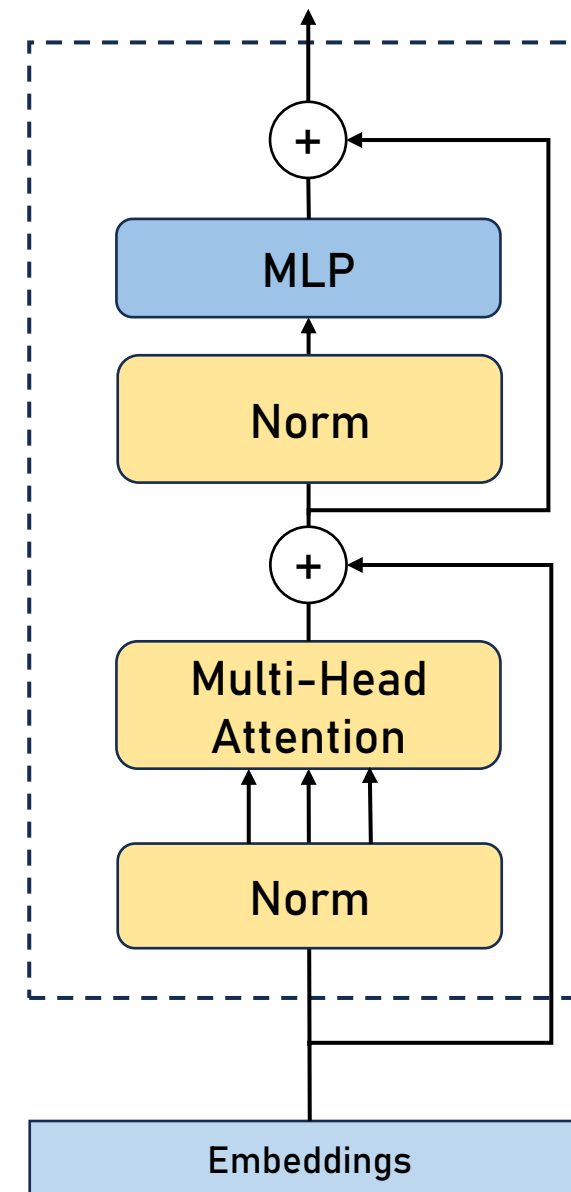 +
MLP
Norm
+
Multi-Head
Attention
Norm
Embeddings